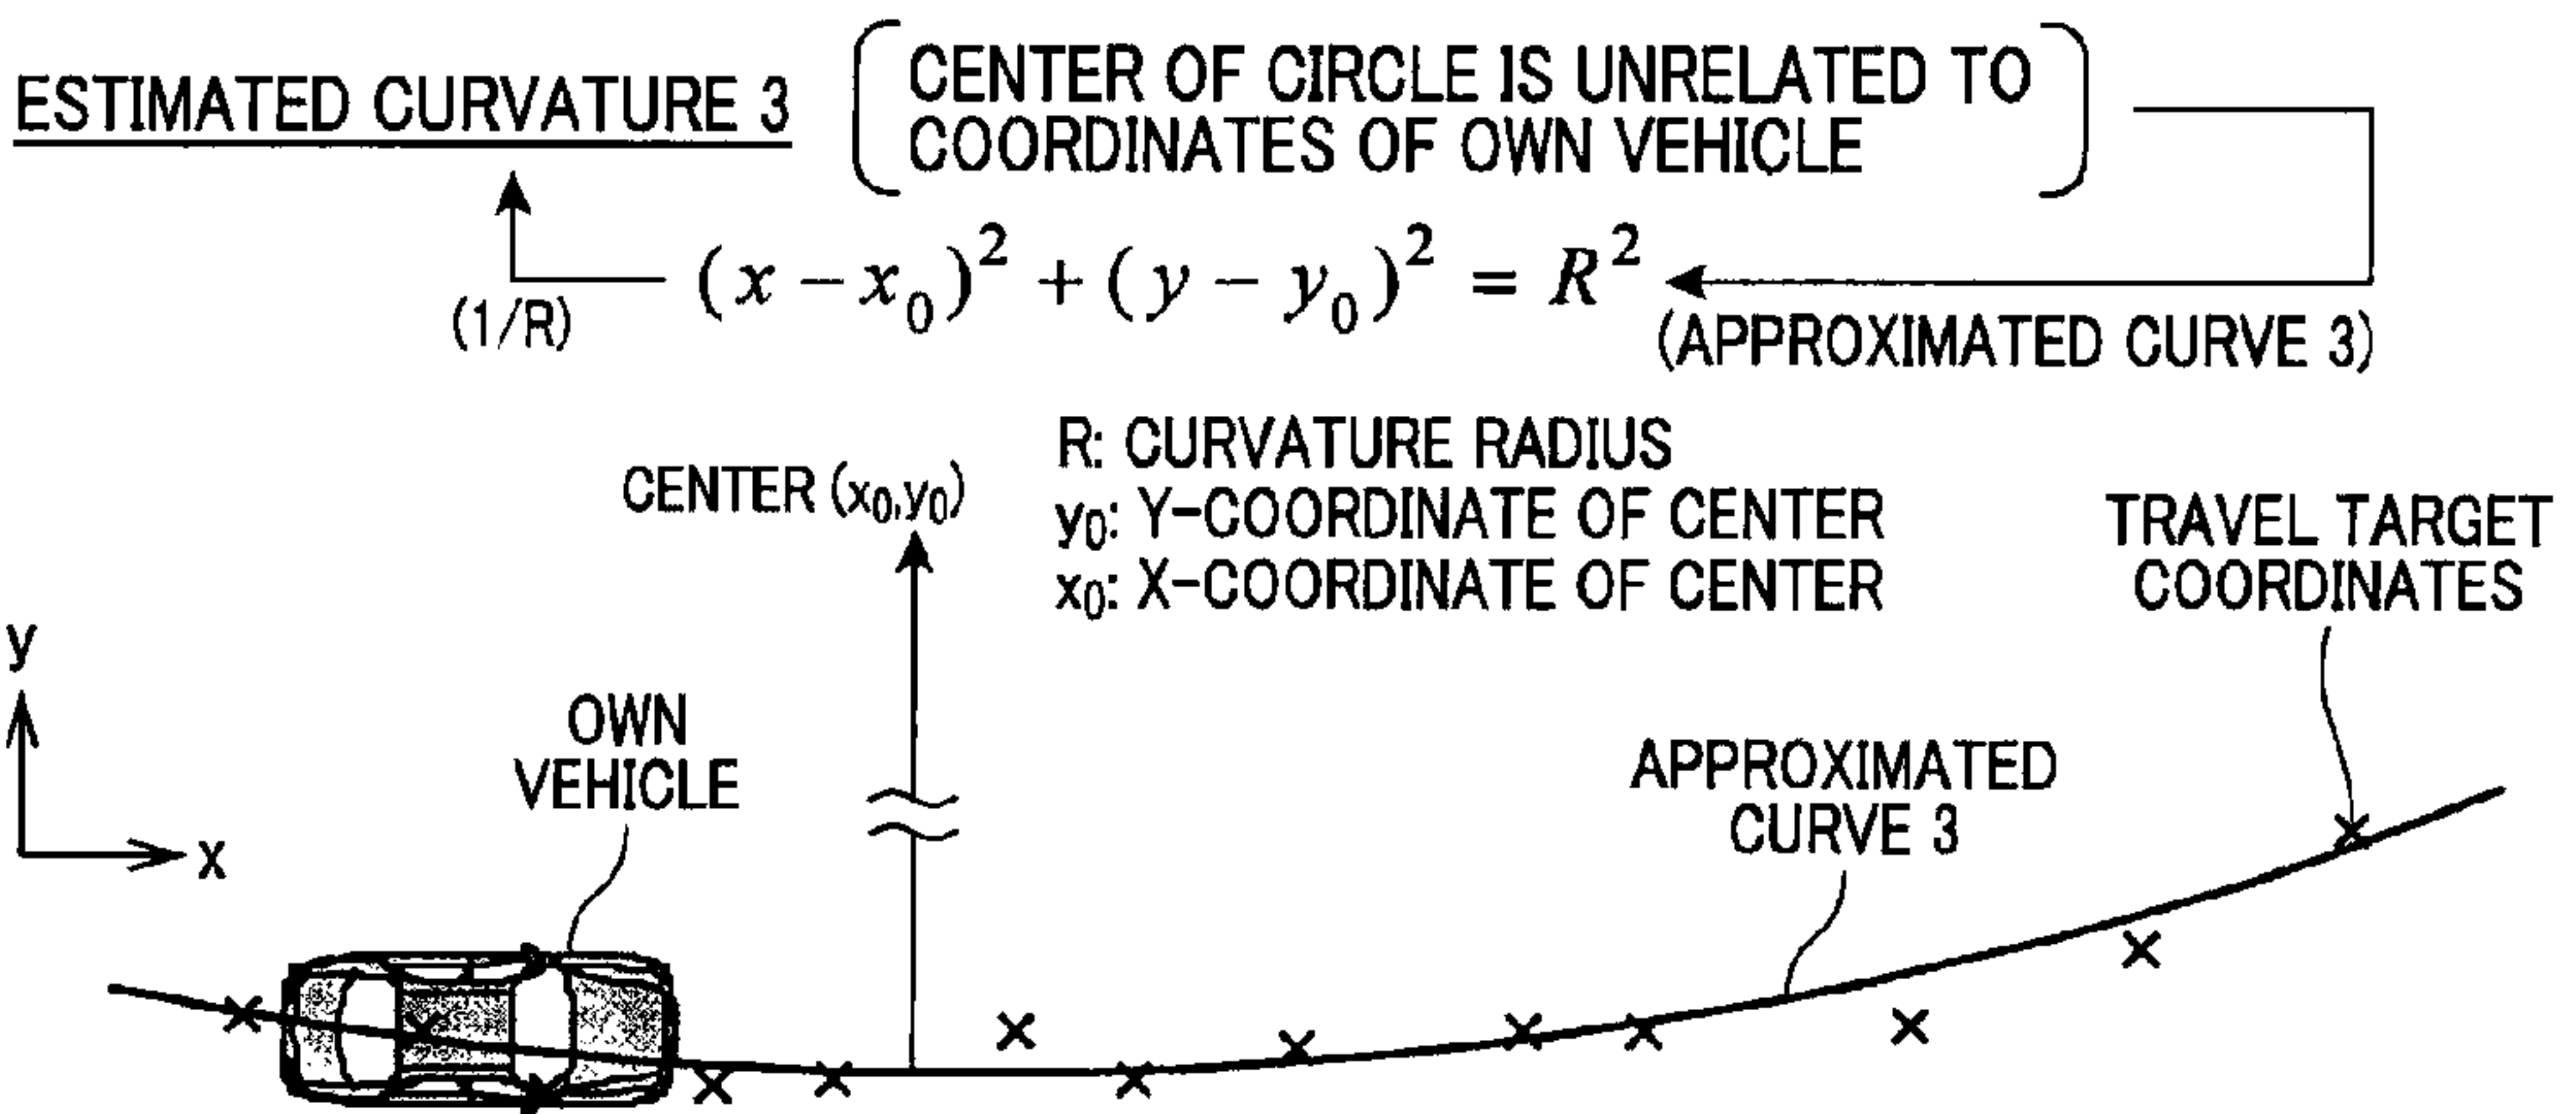 ESTIMATED CURVATURE 3
CENTER OF CIRCLE IS UNRELATED TO
COORDINATES OF OWN VEHICLE
(x − x₀)² + (y − y₀)² = R²
(1/R)
(APPROXIMATED CURVE 3)
R: CURVATURE RADIUS
CENTER (x₀,y₀)
y₀: Y−COORDINATE OF CENTER
x₀: X−COORDINATE OF CENTER
TRAVEL TARGET
COORDINATES
y
x
OWN
VEHICLE
APPROXIMATED
CURVE 3